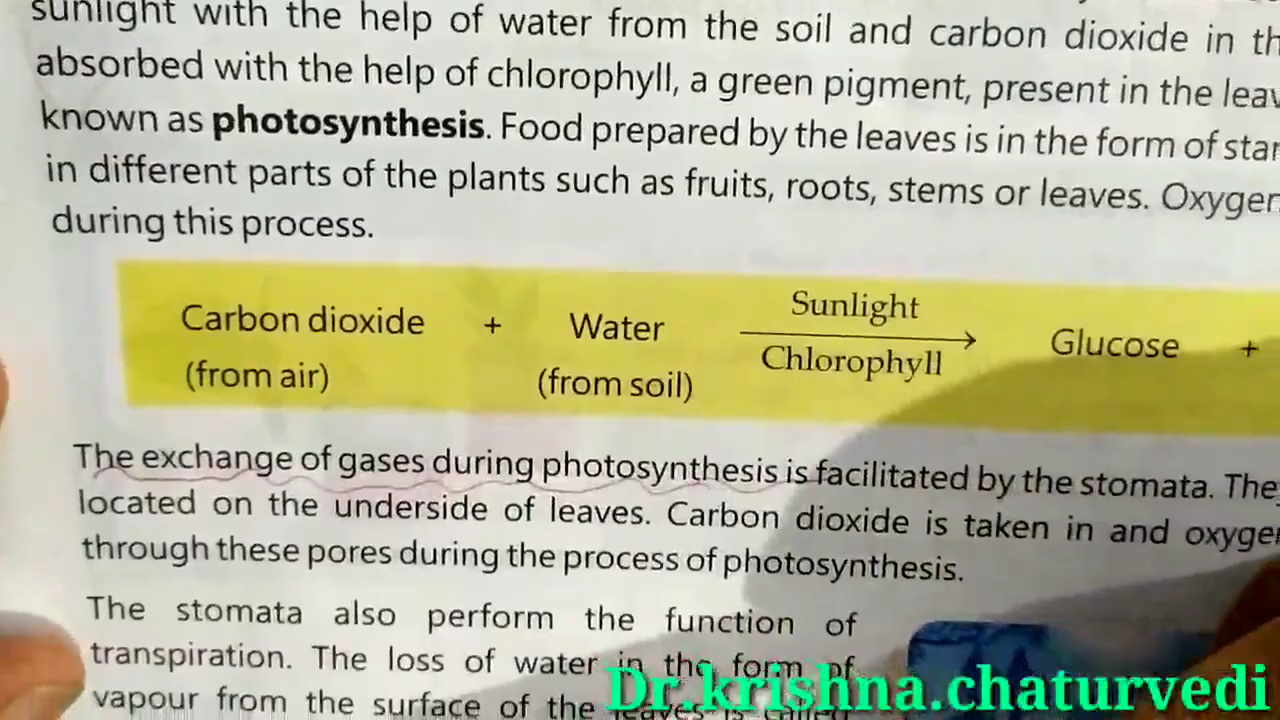 sunlight with the help of water from the soil and carbon dioxide in
absorbed with the help of chlorophyll, a green pigment, present in the
known as photosynthesis. Food prepared by the leaves is in the form of
in different parts of the plants such as fruits, roots, stems or leaves. Oxygen
during this process.
Sunlight
Carbon dioxide + Water Glucose +
Chlorophyll
(from air) (from soil)
The exchange of gases during photosynthesis is facilitated by the stomata.
located on the underside of leaves. Carbon dioxide is taken in and
through these pores during the process of photosynthesis.
The stomata also perform the function of
transpiration. The loss of water in the form of
vapour from the surface of the leaves is called
Dr.krishna.chaturvedi